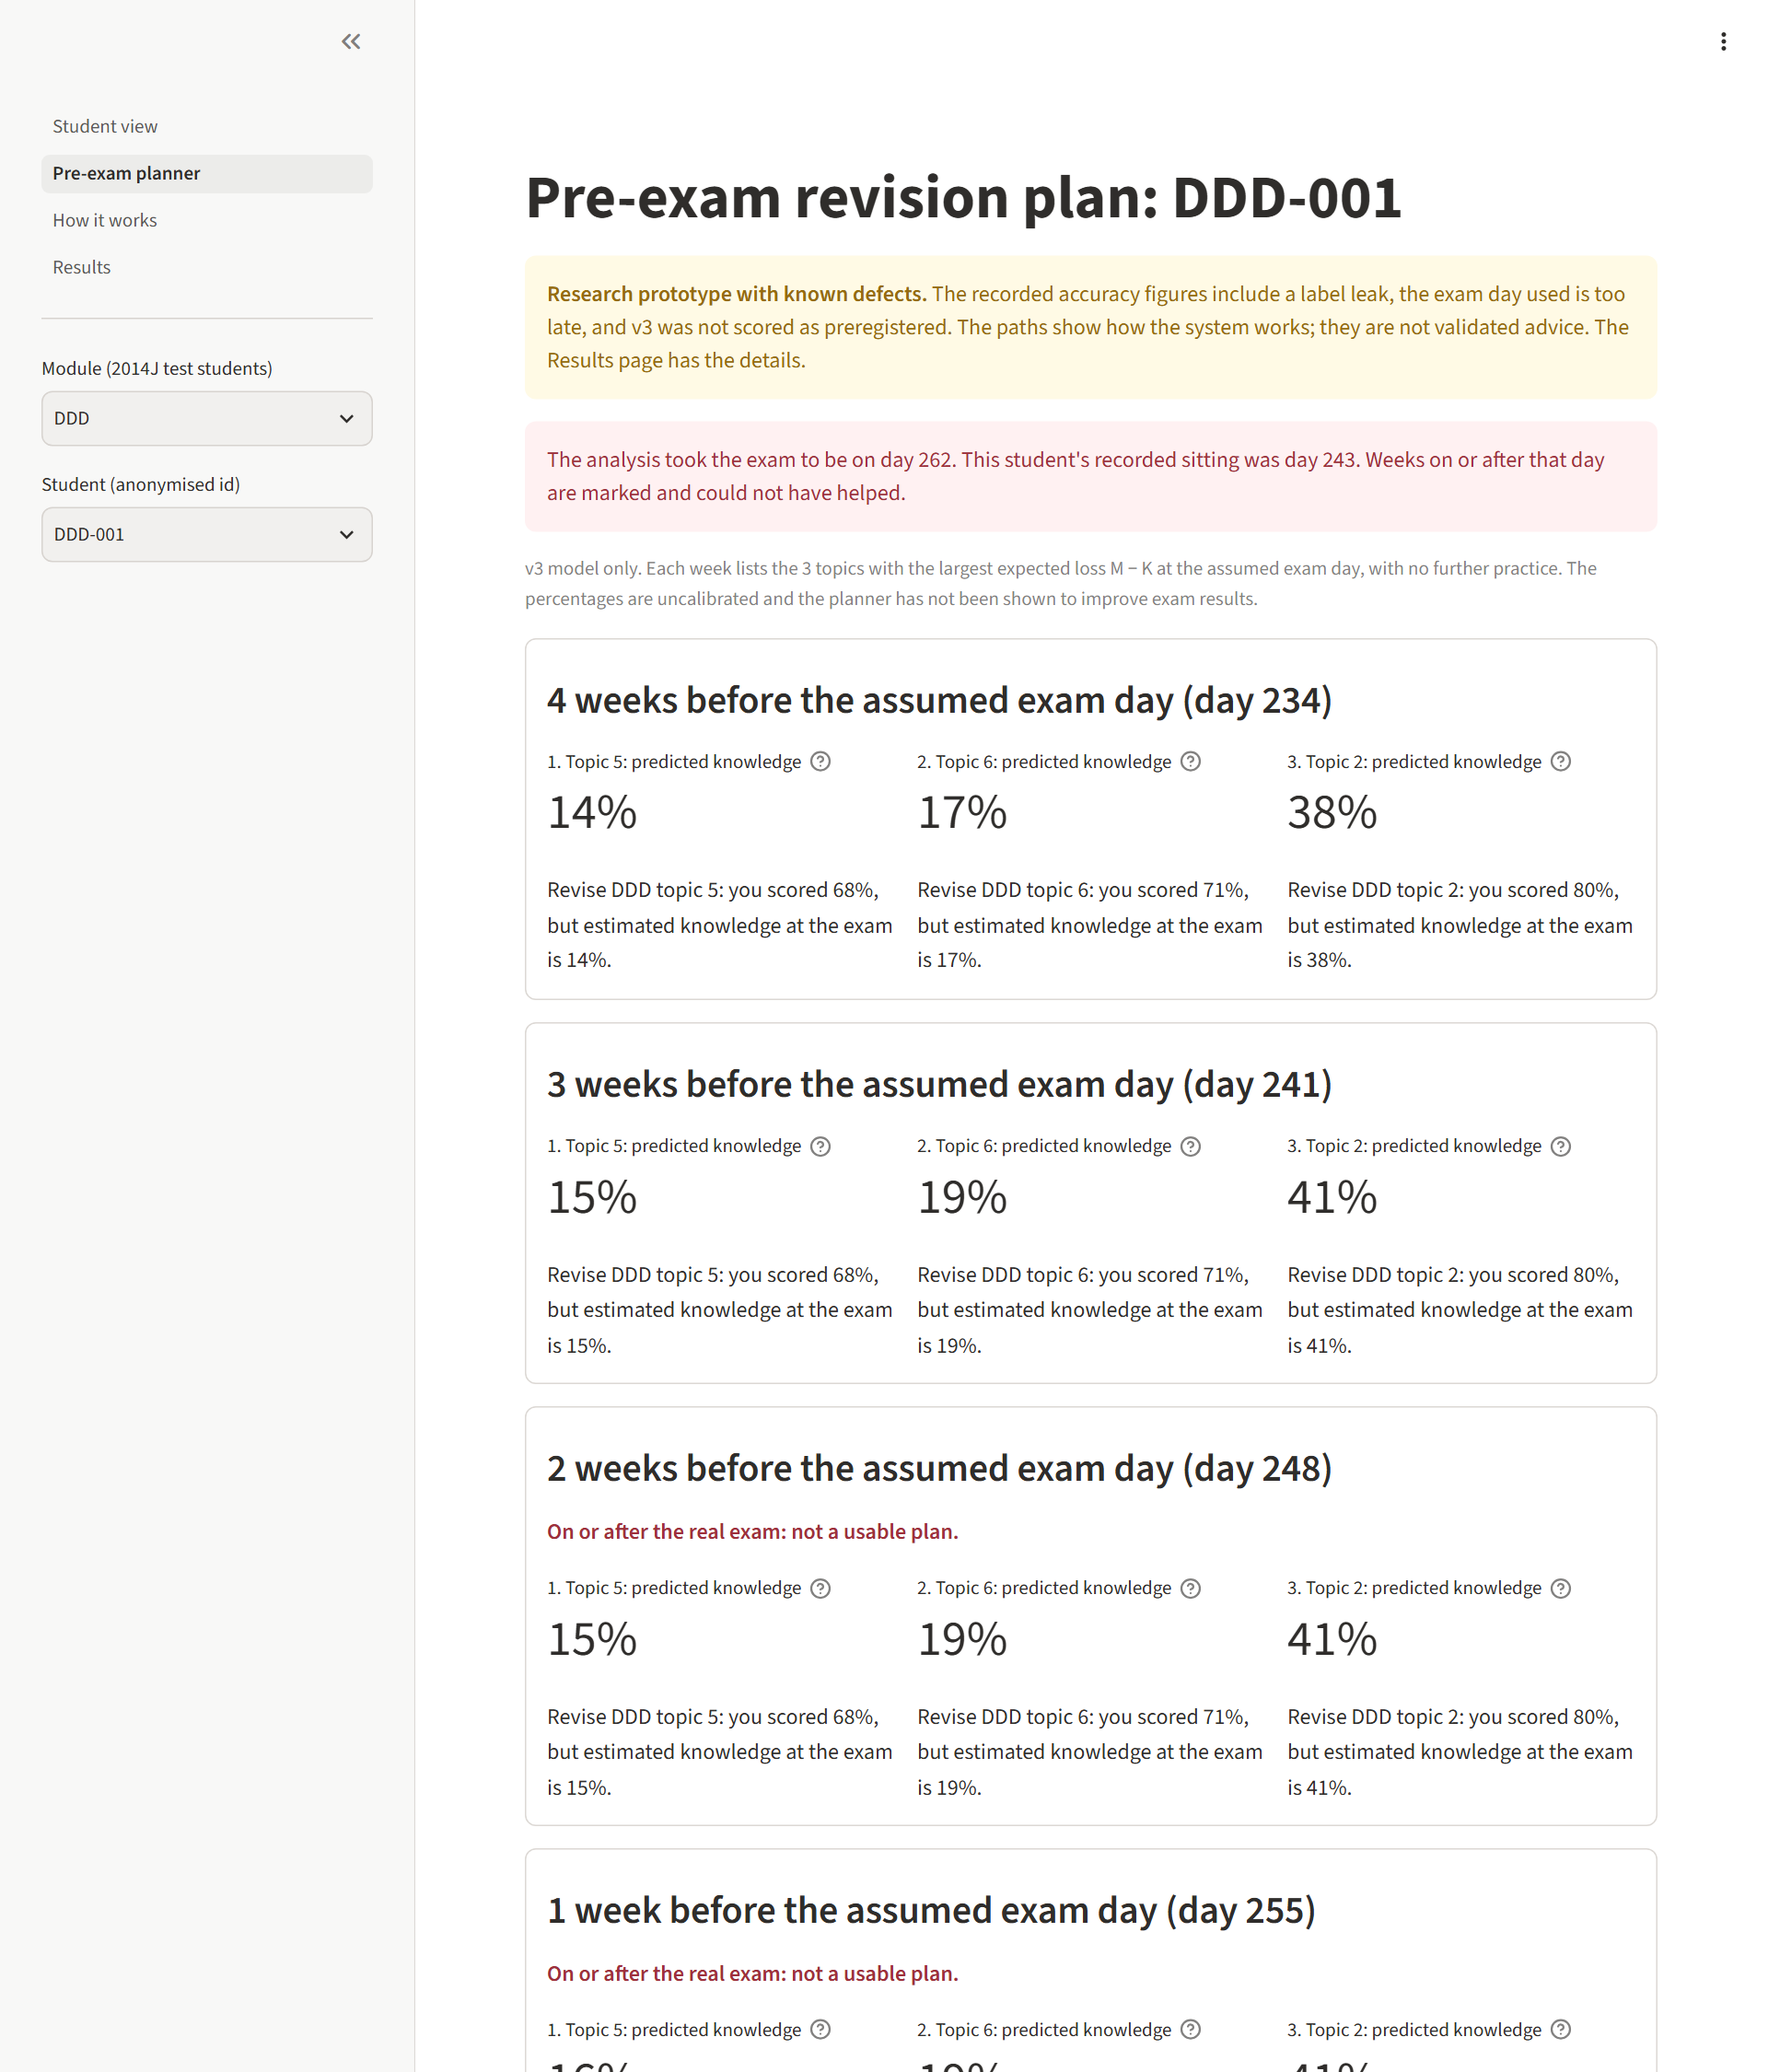 Student view
Pre-exam planner
How it works
Results
Module (2014J test students)
DDD
Student (anonymised id)
DDD-001
Pre-exam revision plan: DDD-001
Research prototype with known defects. The recorded accuracy figures include a label leak, the exam day used is too
late, and v3 was not scored as preregistered. The paths show how the system works; they are not validated advice. The
Results page has the details.
The analysis took the exam to be on day 262. This student's recorded sitting was day 243. Weeks on or after that day
are marked and could not have helped.
v3 model only. Each week lists the 3 topics with the largest expected loss M − K at the assumed exam day, with no further practice. The
percentages are uncalibrated and the planner has not been shown to improve exam results.
4 weeks before the assumed exam day (day 234)
1. Topic 5: predicted knowledge
14%
Revise DDD topic 5: you scored 68%,
but estimated knowledge at the exam
is 14%.
2. Topic 6: predicted knowledge
17%
Revise DDD topic 6: you scored 71%,
but estimated knowledge at the exam
is 17%.
3. Topic 2: predicted knowledge
38%
Revise DDD topic 2: you scored 80%,
but estimated knowledge at the exam
is 38%.
3 weeks before the assumed exam day (day 241)
1. Topic 5: predicted knowledge
15%
Revise DDD topic 5: you scored 68%,
but estimated knowledge at the exam
is 15%.
2. Topic 6: predicted knowledge
19%
Revise DDD topic 6: you scored 71%,
but estimated knowledge at the exam
is 19%.
3. Topic 2: predicted knowledge
41%
Revise DDD topic 2: you scored 80%,
but estimated knowledge at the exam
is 41%.
2 weeks before the assumed exam day (day 248)
On or after the real exam: not a usable plan.
1. Topic 5: predicted knowledge
15%
Revise DDD topic 5: you scored 68%,
but estimated knowledge at the exam
is 15%.
2. Topic 6: predicted knowledge
19%
Revise DDD topic 6: you scored 71%,
but estimated knowledge at the exam
is 19%.
3. Topic 2: predicted knowledge
41%
Revise DDD topic 2: you scored 80%,
but estimated knowledge at the exam
is 41%.
1 week before the assumed exam day (day 255)
On or after the real exam: not a usable plan.
1. Topic 5: predicted knowledge
2. Topic 6: predicted knowledge
3. Topic 2: predicted knowledge